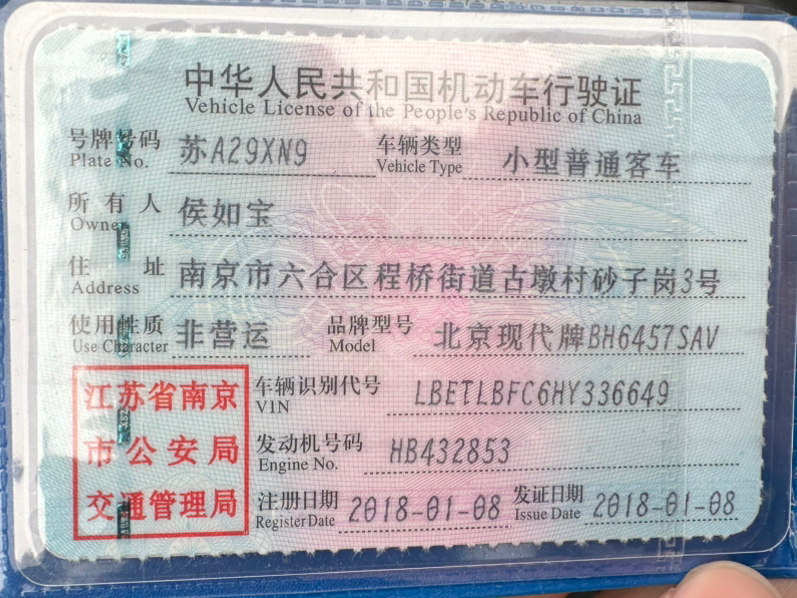 中华人民共和国机动车行驶证
Vehicle License of the People's Republic of China
号牌号码 苏A29XN9 车辆类型 小型普通客车
Plate No. Vehicle Type
所有人 侯如宝
Owner
住址 南京市六合区程桥街道古墩村砂子岗3号
Address
使用性质 非营运 品牌型号 北京现代牌BH6457SAV
Use Character Model
江苏省南京
市公安局
交通管理局
车辆识别代号 LBETLBFC6HY336649
VIN
发动机号码 HB432853
Engine No.
注册日期 2018-01-08 发证日期 2018-01-08
Register Date Issue Date